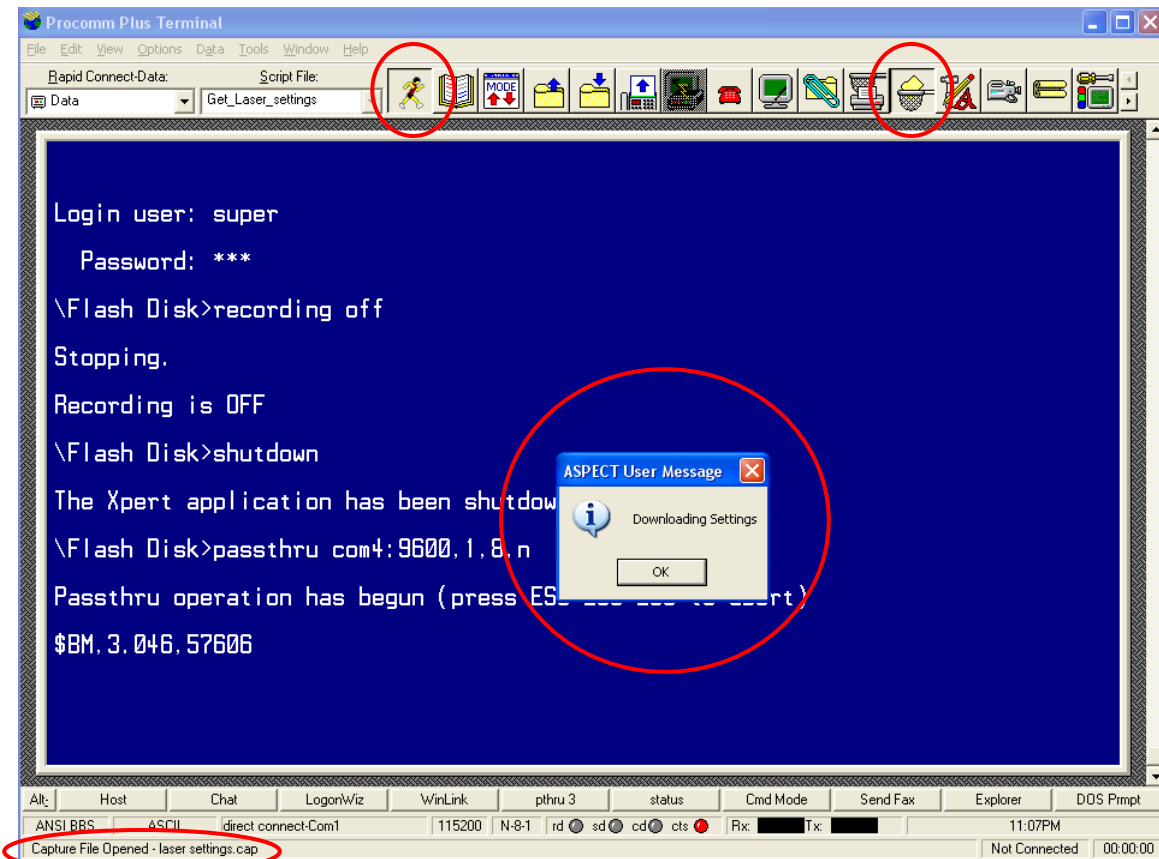 Procomm Plus Terminal
File Edit View Options Data Tools Window Help
Rapid Connect-Data: Script File:
Data Get_Laser_settings
MODE
Login user: super
Password: ***
\Flash Disk>recording off
Stopping.
Recording is OFF
\Flash Disk>shutdown
The Xpert application has been shutdow
\Flash Disk>passthru com4:9600,1,8,n
Passthru operation has begun (press ES
$BM,3.046,57606
ASPECT User Message
Downloading Settings
OK
Alt- Host Chat LogonWiz WinLink pthru 3 status Cmd Mode Send Fax Explorer DOS Prmpt
ANSI BBS ASCII direct connect-Com1 115200 N-8-1 rd sd cd cts Rx: Tx: 11:07PM
Capture File Opened - laser settings.cap Not Connected 00:00:00